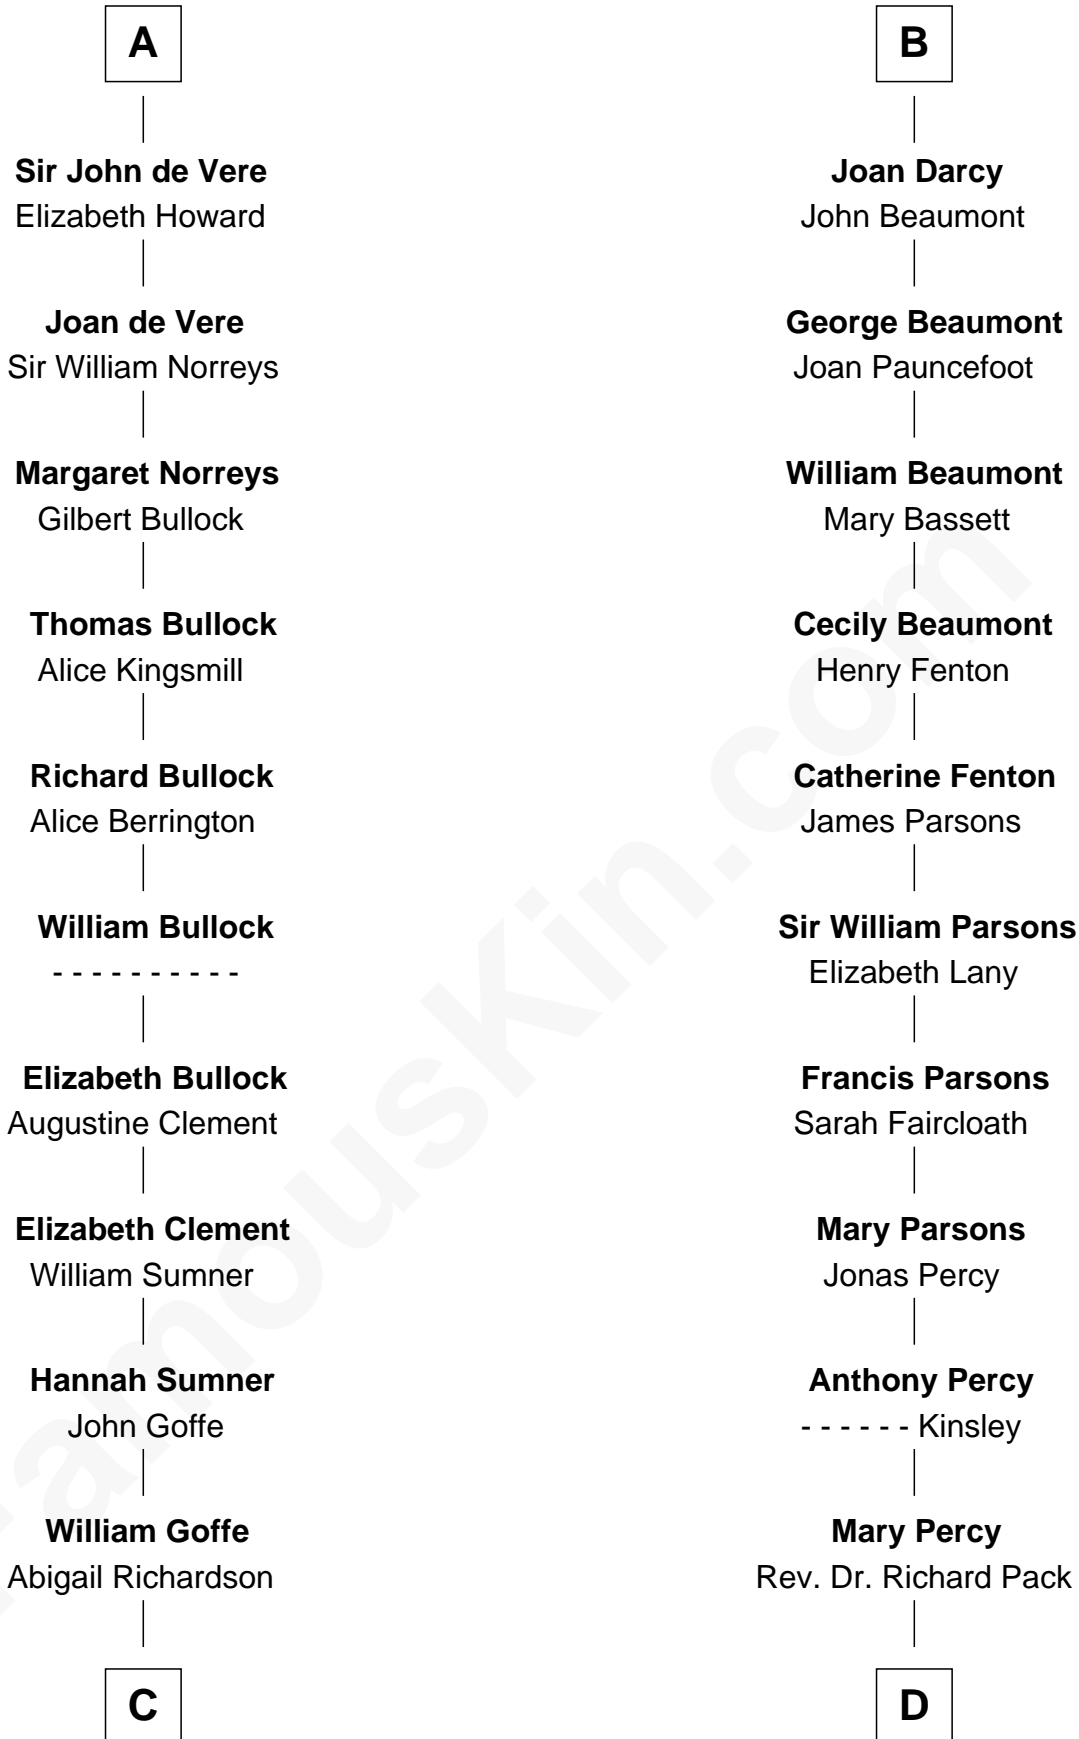 A
Sir John de Vere
Elizabeth Howard
Joan de Vere
Sir William Norreys
Margaret Norreys
Gilbert Bullock
Thomas Bullock
Alice Kingsmill
Richard Bullock
Alice Berrington
William Bullock
- - - - - - - - - -
Elizabeth Bullock
Augustine Clement
Elizabeth Clement
William Sumner
Hannah Sumner
John Goffe
William Goffe
Abigail Richardson
C
B
Joan Darcy
John Beaumont
George Beaumont
Joan Pauncefoot
William Beaumont
Mary Bassett
Cecily Beaumont
Henry Fenton
Catherine Fenton
James Parsons
Sir William Parsons
Elizabeth Lany
Francis Parsons
Sarah Faircloath
Mary Parsons
Jonas Percy
Anthony Percy
- - - - - - Kinsley
Mary Percy
Rev. Dr. Richard Pack
D
FamousKin.com